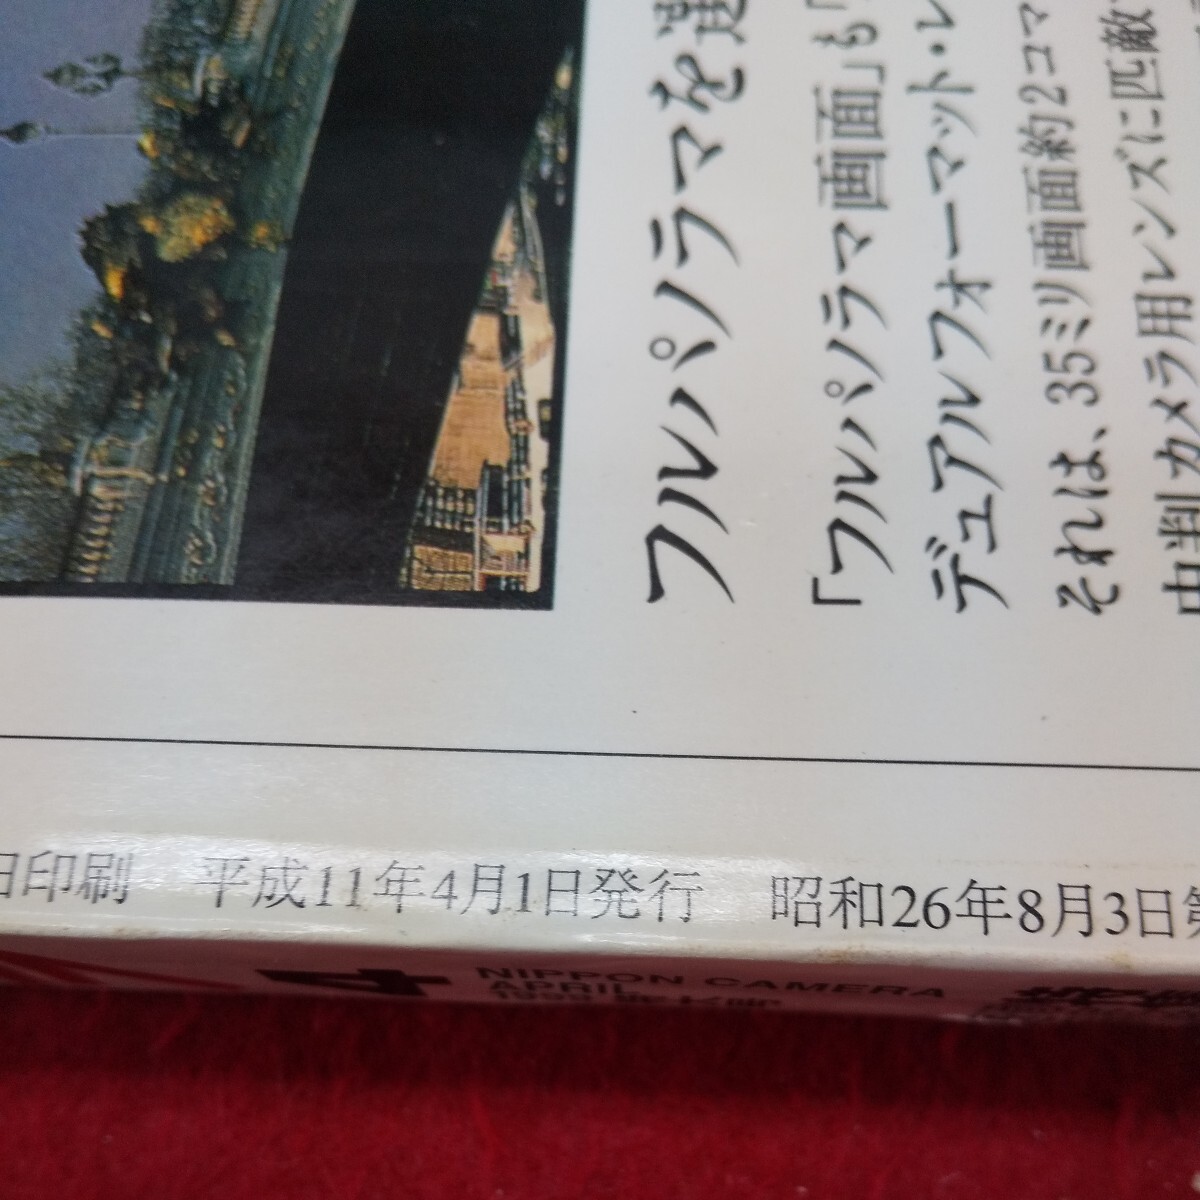 フルパノラマを選
「フルパノラマ画面」も「
デュアルフォーマット・レ
それは、35ミリ画面約2コマ
中判カメラ用レンズに匹敵
日印刷 平成11年4月1日発行 昭和26年8月3日第
4 NIPPON CAMERA
APRIL
1999